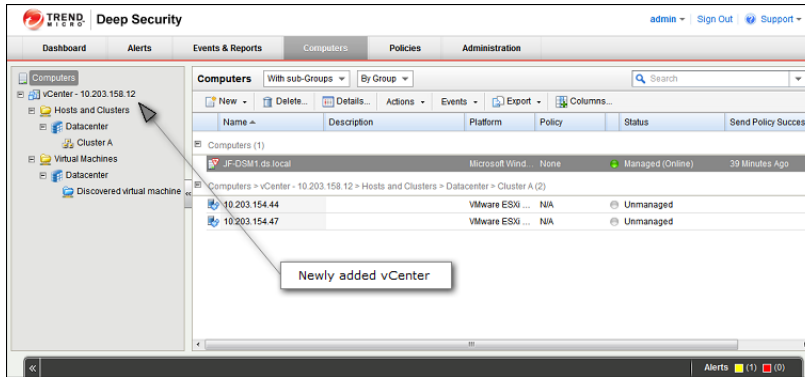 TREND MICRO Deep Security
admin Sign Out Support
Dashboard Alerts Events & Reports Computers Policies Administration
Computers
vCenter - 10.203.158.12
Hosts and Clusters
Datacenter
Cluster A
Virtual Machines
Datacenter
Discovered virtual machine
Computers With sub-Groups By Group Search
New Delete... Details... Actions Events Export Columns...
Name Description Platform Policy Status Send Policy Succes
Computers (1)
JF-DSM1.ds.local Microsoft Wind... None Managed (Online) 39 Minutes Ago
Computers > vCenter - 10.203.158.12 > Hosts and Clusters > Datacenter > Cluster A (2)
10.203.154.44 VMware ESXi ... N/A Unmanaged
10.203.154.47 VMware ESXi ... N/A Unmanaged
Newly added vCenter
Alerts (1) (0)